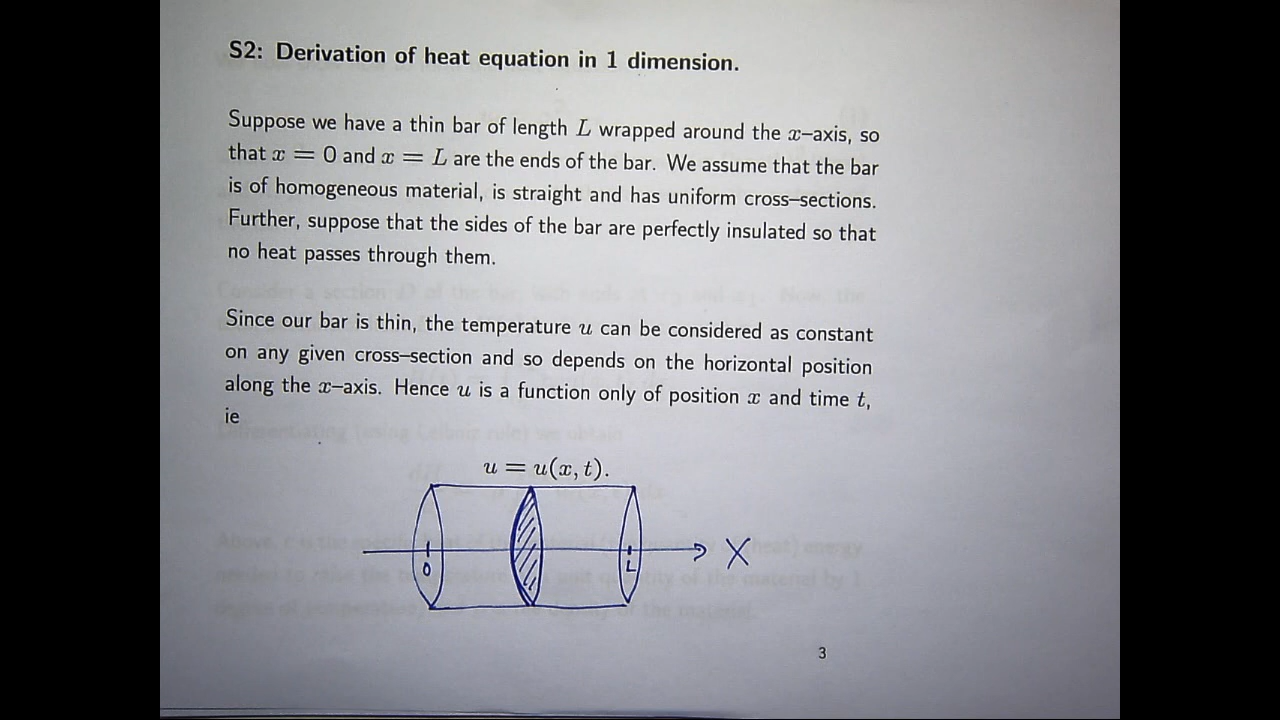 S2: Derivation of heat equation in 1 dimension.
Suppose we have a thin bar of length L wrapped around the x–axis, so
that x = 0 and x = L are the ends of the bar. We assume that the bar
is of homogeneous material, is straight and has uniform cross–sections.
Further, suppose that the sides of the bar are perfectly insulated so that
no heat passes through them.
Since our bar is thin, the temperature u can be considered as constant
on any given cross–section and so depends on the horizontal position
along the x–axis. Hence u is a function only of position x and time t,
ie
u = u(x, t).
0 L X
3